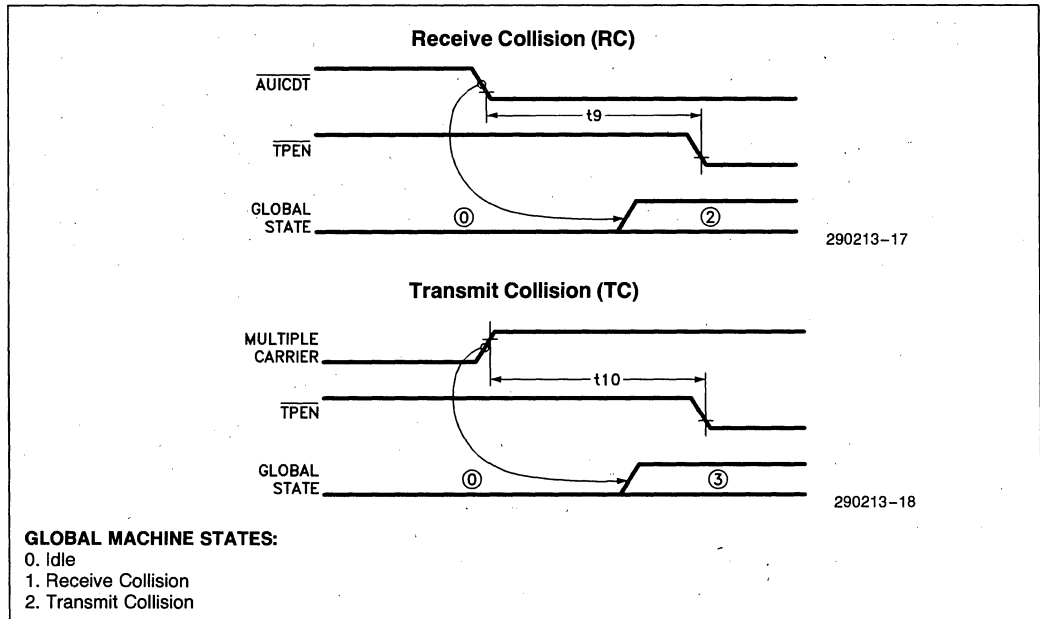 Receive Collision (RC)
AUICDT
t9
TPEN
GLOBAL
STATE
⓪
②
290213–17
Transmit Collision (TC)
MULTIPLE
CARRIER
t10
TPEN
GLOBAL
STATE
⓪
③
290213–18
GLOBAL MACHINE STATES:
0. Idle
1. Receive Collision
2. Transmit Collision